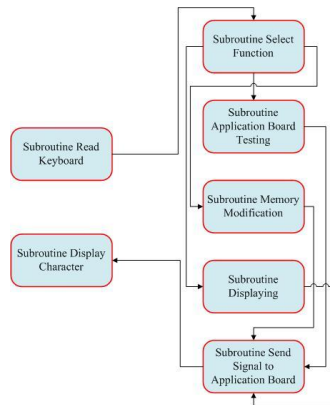 Subroutine Select
Function
Subroutine
Application Board
Testing
Subroutine Read
Keyboard
Subroutine Memory
Modification
Subroutine Display
Character
Subroutine
Displaying
Subroutine Send
Signal to
Application Board